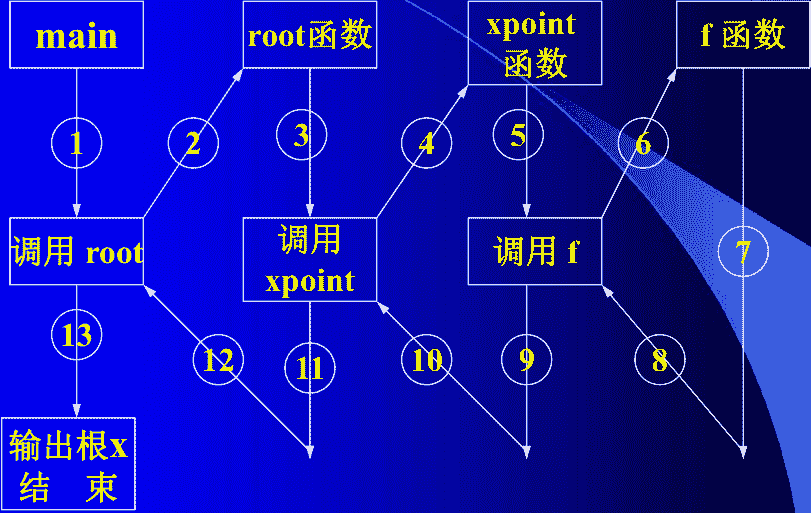 main
root函数
xpoint
函数
f 函数
1
2
3
4
5
6
调用 root
调用
xpoint
调用 f
7
13
12
11
10
9
8
输出根x
结 束